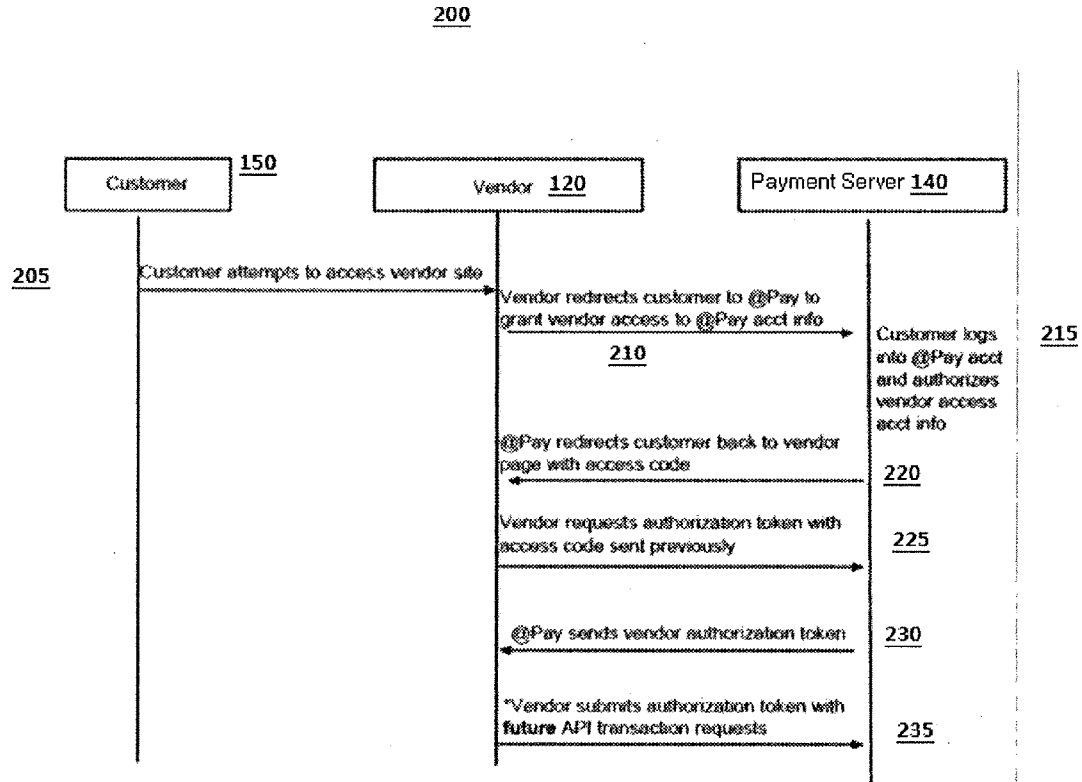 200
Customer 150
Vendor 120
Payment Server 140
205
Customer attempts to access vendor site
Vendor redirects customer to @Pay to
grant vendor access to @Pay acct info
210
Customer logs
into @Pay acct
and authorizes
vendor access
acct info
215
@Pay redirects customer back to vendor
page with access code
220
Vendor requests authorization token with
access code sent previously
225
@Pay sends vendor authorization token
230
*Vendor submits authorization token with
future API transaction requests
235